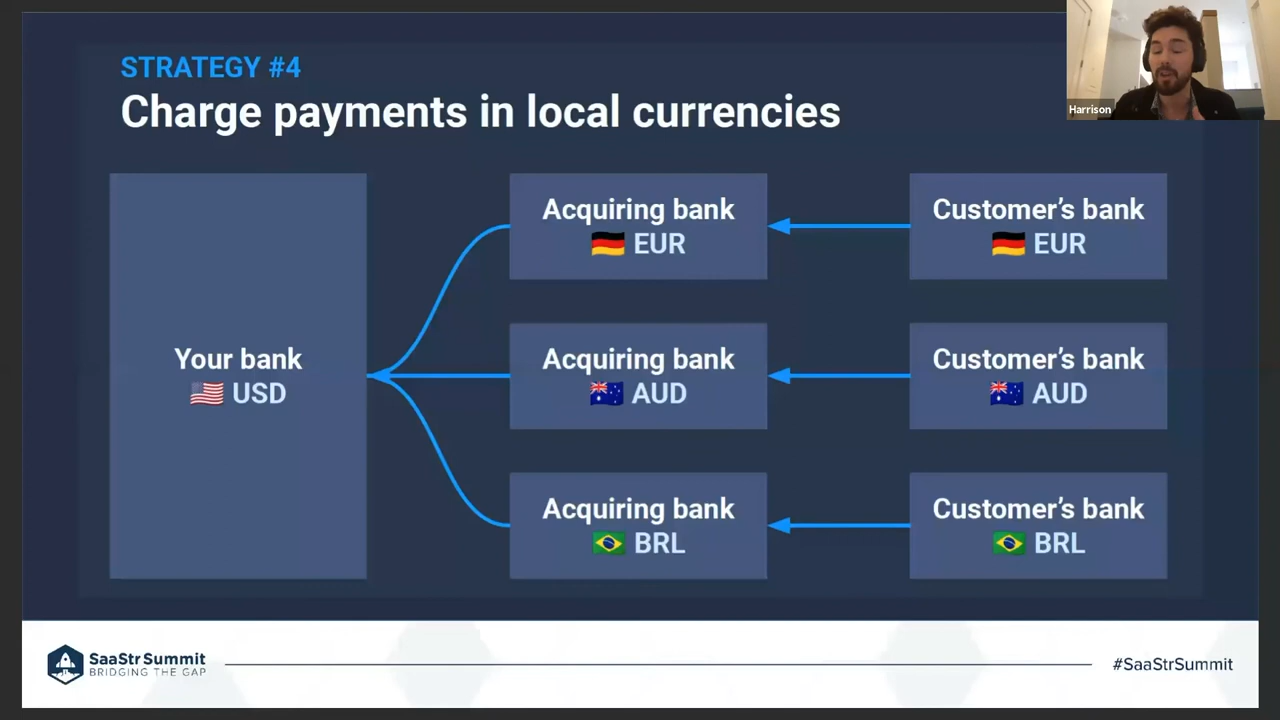 STRATEGY #4
Charge payments in local currencies
Harrison
Your bank
USD
Acquiring bank
EUR
Customer’s bank
EUR
Acquiring bank
AUD
Customer’s bank
AUD
Acquiring bank
BRL
Customer’s bank
BRL
SaaStr Summit
BRIDGING THE GAP
#SaaStrSummit